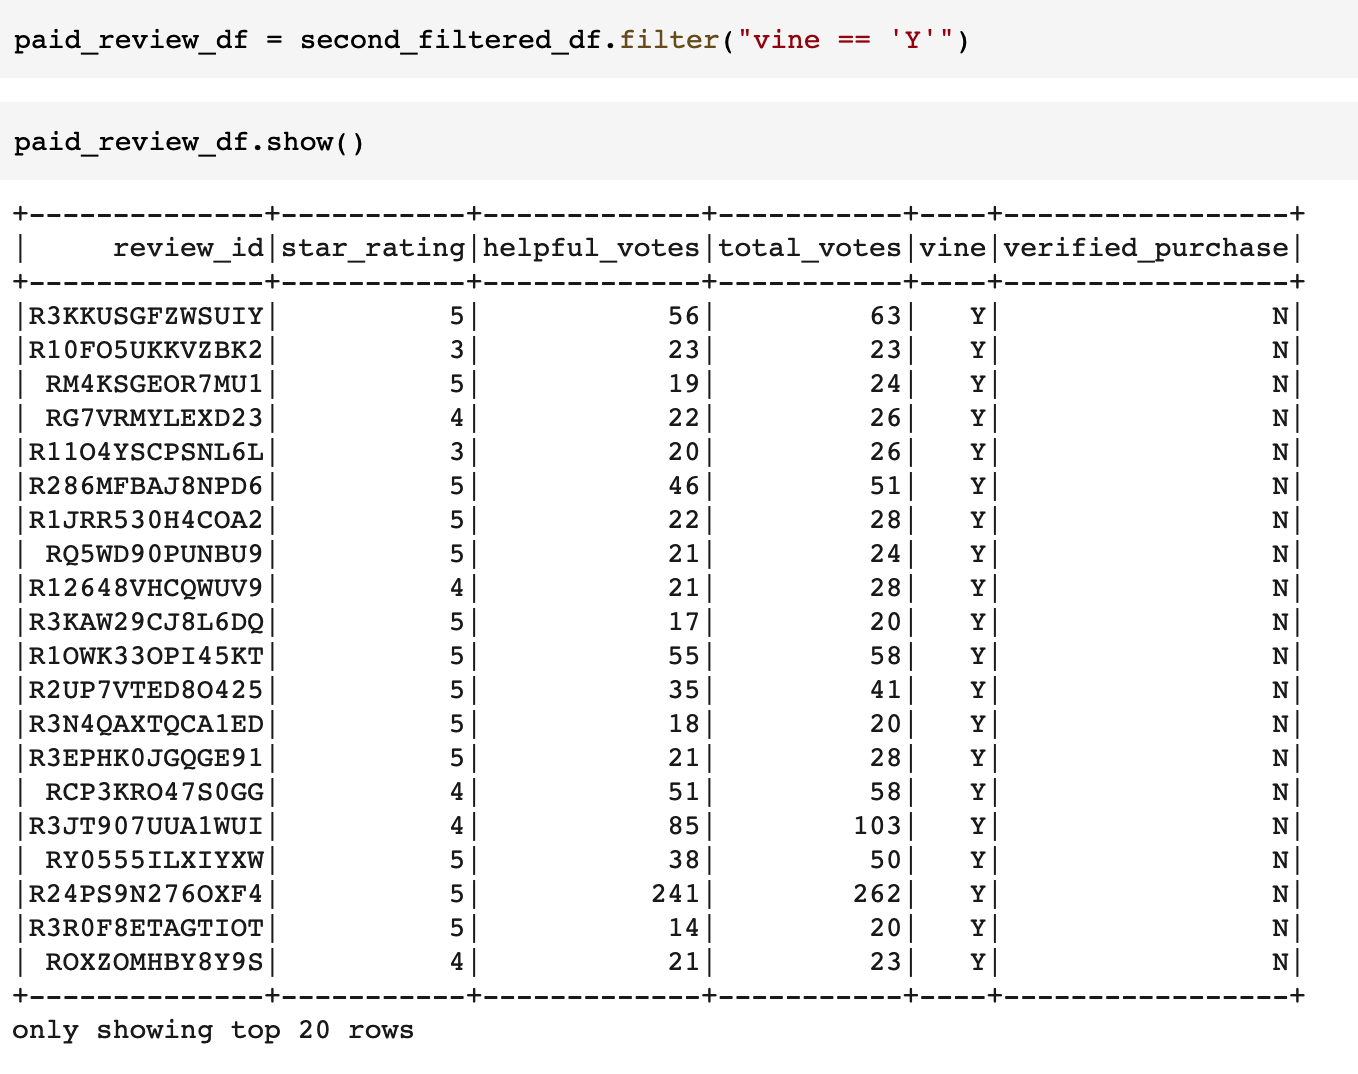 paid_review_df = second_filtered_df.filter("vine == 'Y'")
paid_review_df.show()
+--------------+-----------+-------------+-----------+----+-----------------+
|     review_id|star_rating|helpful_votes|total_votes|vine|verified_purchase|
+--------------+-----------+-------------+-----------+----+-----------------+
|R3KKUSGFZWSUIY|          5|           56|         63|   Y|                N|
|R10FO5UKKVZBK2|          3|           23|         23|   Y|                N|
| RM4KSGEOR7MU1|          5|           19|         24|   Y|                N|
| RG7VRMYLEXD23|          4|           22|         26|   Y|                N|
|R11O4YSCPSNL6L|          3|           20|         26|   Y|                N|
|R286MFBAJ8NPD6|          5|           46|         51|   Y|                N|
|R1JRR530H4COA2|          5|           22|         28|   Y|                N|
| RQ5WD90PUNBU9|          5|           21|         24|   Y|                N|
|R12648VHCQWUV9|          4|           21|         28|   Y|                N|
|R3KAW29CJ8L6DQ|          5|           17|         20|   Y|                N|
|R1OWK33OPI45KT|          5|           55|         58|   Y|                N|
|R2UP7VTED8O425|          5|           35|         41|   Y|                N|
|R3N4QAXTQCA1ED|          5|           18|         20|   Y|                N|
|R3EPHK0JGQGE91|          5|           21|         28|   Y|                N|
| RCP3KRO47S0GG|          4|           51|         58|   Y|                N|
|R3JT907UUA1WUI|          4|           85|        103|   Y|                N|
| RY0555ILXIYXW|          5|           38|         50|   Y|                N|
|R24PS9N276OXF4|          5|          241|        262|   Y|                N|
|R3R0F8ETAGTIOT|          5|           14|         20|   Y|                N|
| ROXZOMHBY8Y9S|          4|           21|         23|   Y|                N|
+--------------+-----------+-------------+-----------+----+-----------------+
only showing top 20 rows